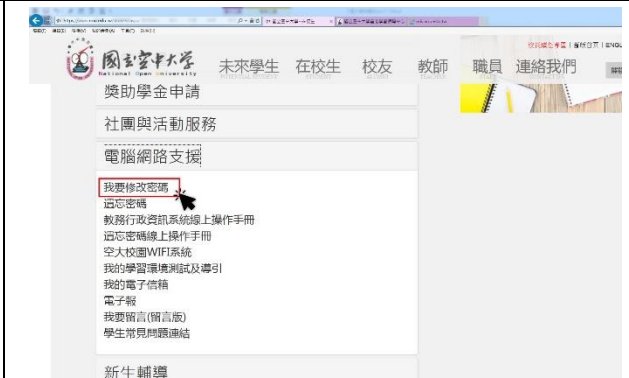 國立空中大學
National Open University
未來學生 在校生 校友 教師 職員 連絡我們
獎助學金申請
社團與活動服務
電腦網路支援
我要修改密碼
遺忘密碼
教務行政資訊系統線上操作手冊
遺忘密碼線上操作手冊
空大校園WIFI系統
我的學習環境測試及導引
我的電子信箱
電子報
我要留言(留言版)
學生常見問題連結
新生輔導